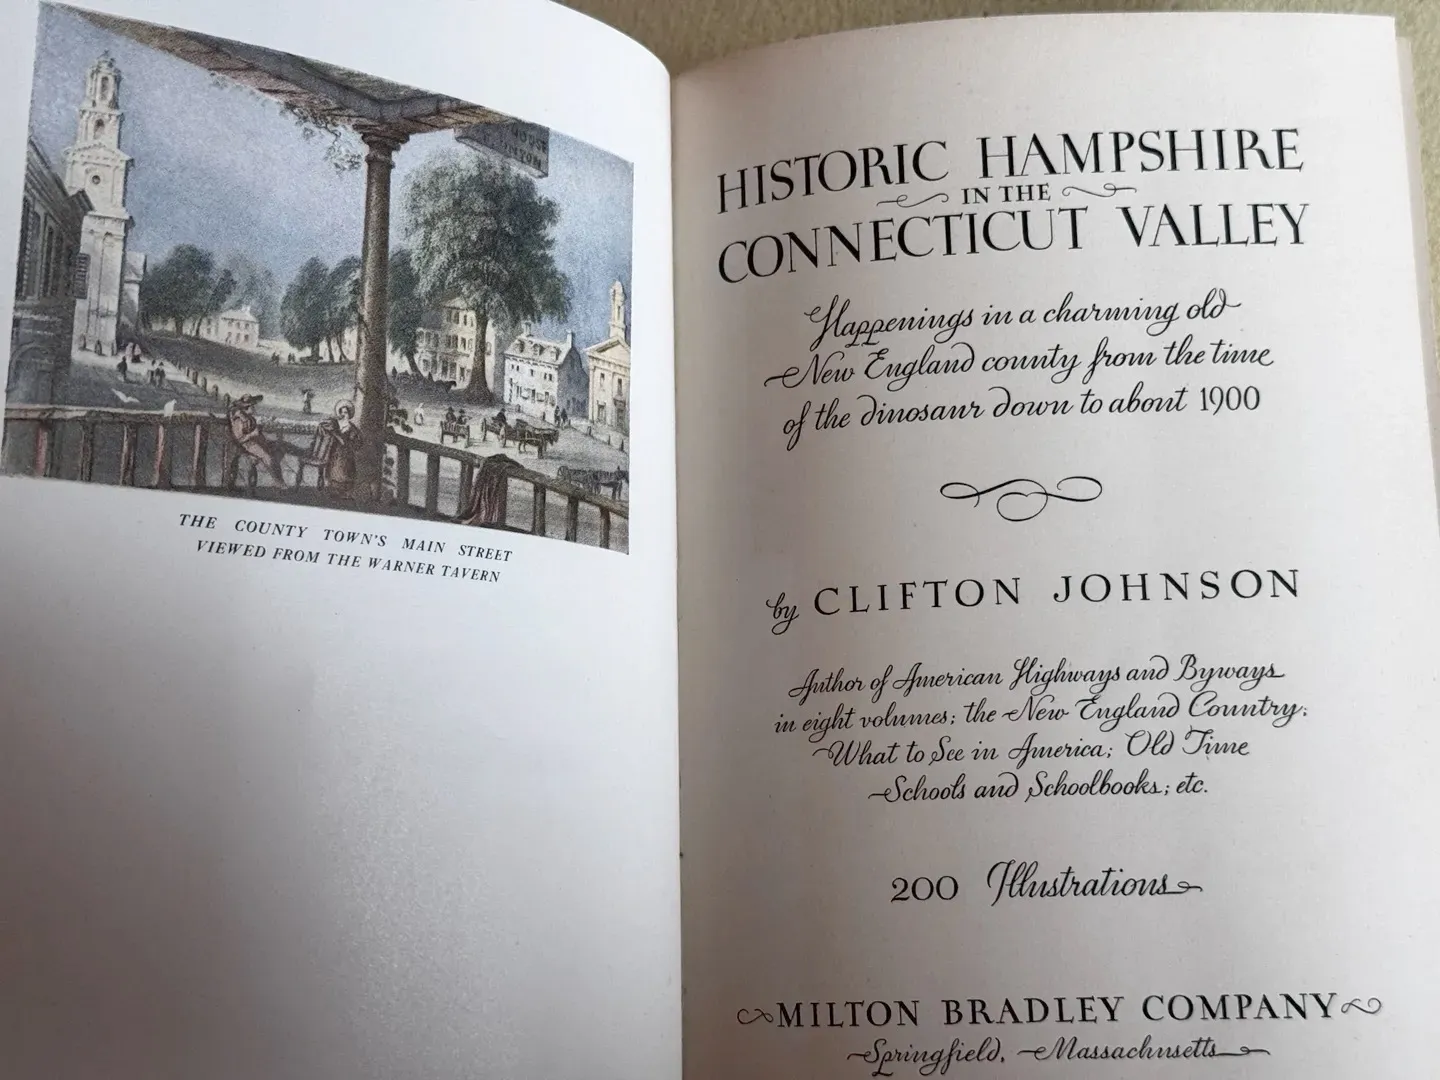 HOUSE
THE COUNTY TOWN'S MAIN STREET
VIEWED FROM THE WARNER TAVERN
HISTORIC HAMPSHIRE
IN THE
CONNECTICUT VALLEY
Happenings in a charming old
New England county from the time
of the dinosaur down to about 1900
by CLIFTON JOHNSON
Author of American Highways and Byways
in eight volumes; the New England Country;
What to See in America; Old Time
Schools and Schoolbooks; etc.
200 Illustrations
MILTON BRADLEY COMPANY
Springfield, Massachusetts